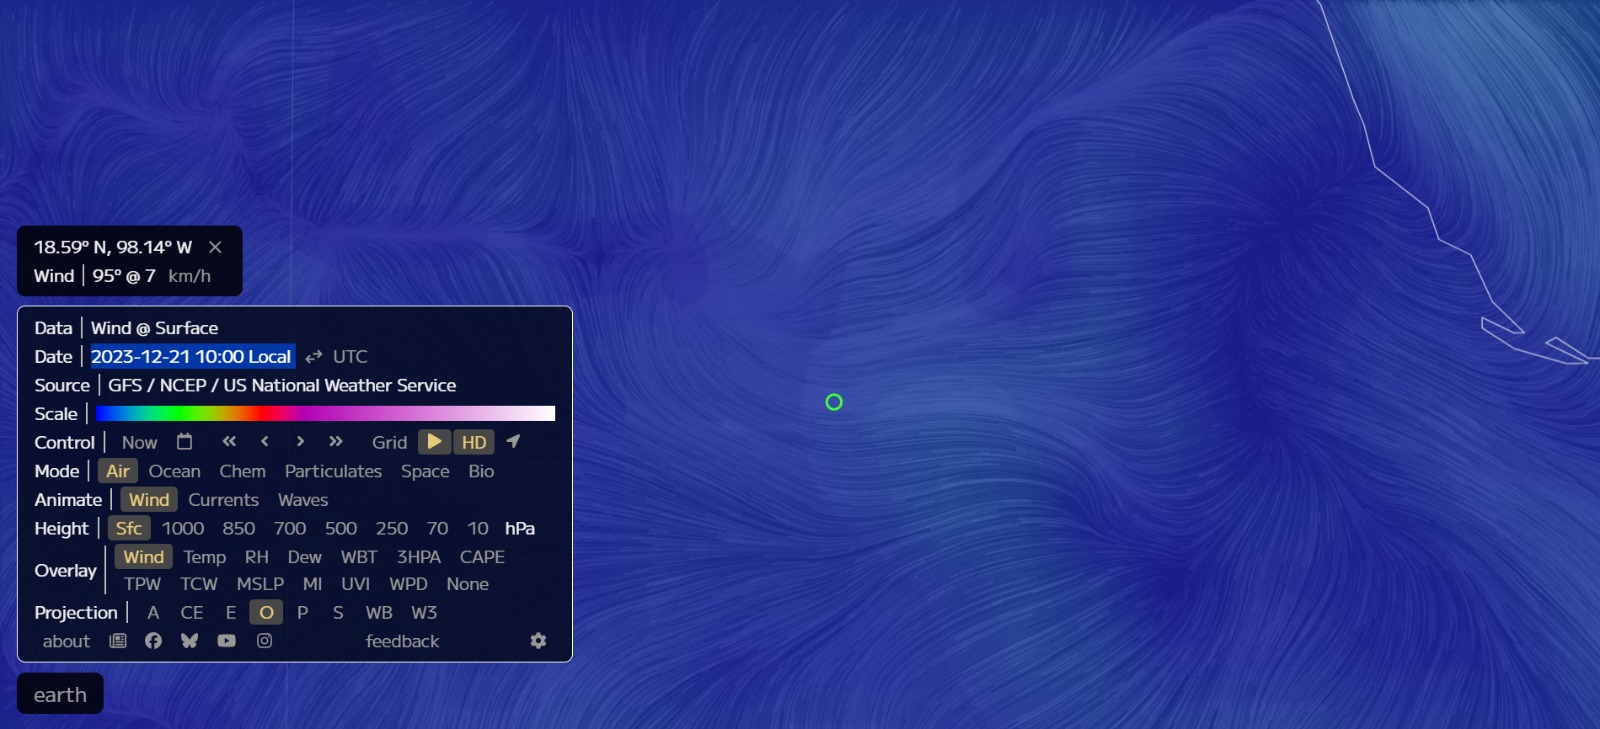 18.59° N, 98.14° W ×
Wind | 95° @ 7 km/h
Data | Wind @ Surface
Date | 2023-12-21 10:00 Local ⇄ UTC
Source | GFS / NCEP / US National Weather Service
Scale |
Control | Now « ‹ › » Grid HD
Mode | Air Ocean Chem Particulates Space Bio
Animate | Wind Currents Waves
Height | Sfc 1000 850 700 500 250 70 10 hPa
Overlay | Wind Temp RH Dew WBT 3HPA CAPE
TPW TCW MSLP MI UVI WPD None
Projection | A CE E O P S WB W3
about feedback
earth